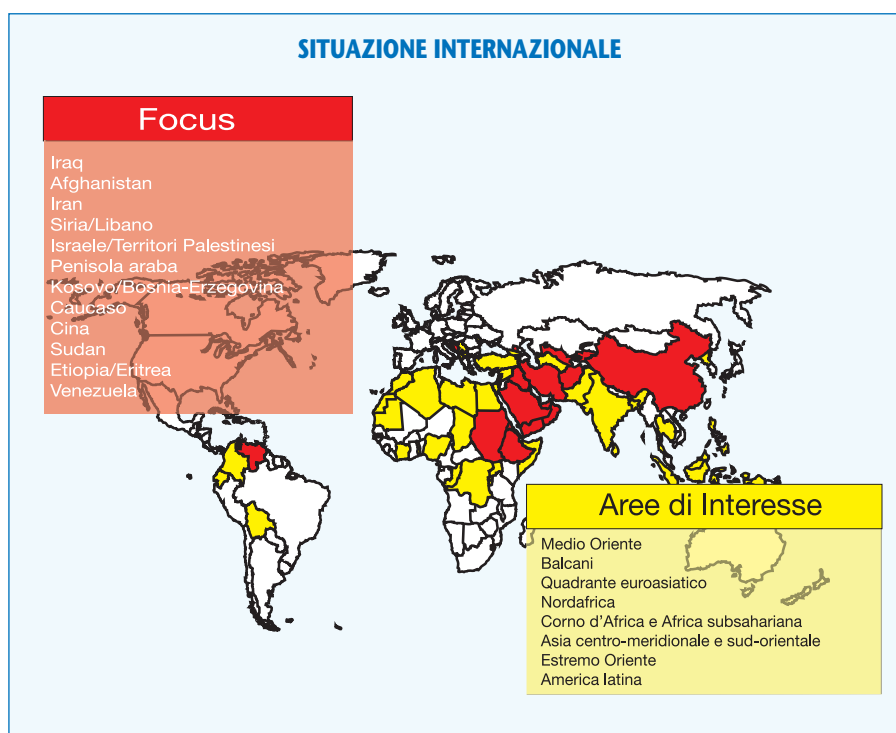 SITUAZIONE INTERNAZIONALE
Focus
Iraq
Afghanistan
Iran
Siria/Libano
Israele/Territori Palestinesi
Penisola araba
Kosovo/Bosnia-Erzegovina
Caucaso
Cina
Sudan
Etiopia/Eritrea
Venezuela
Aree di Interesse
Medio Oriente
Balcani
Quadrante euroasiatico
Nordafrica
Corno d'Africa e Africa subsahariana
Asia centro-meridionale e sud-orientale
Estremo Oriente
America latina